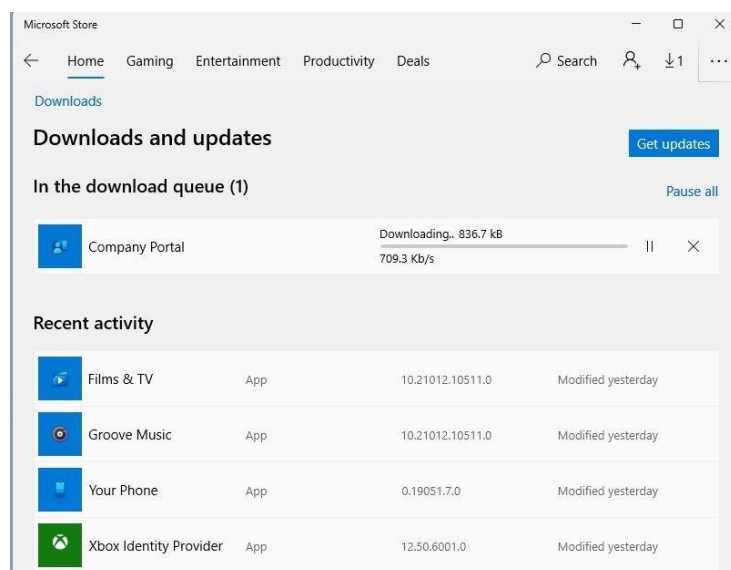 Microsoft Store
Home Gaming Entertainment Productivity Deals Search 1 ...
Downloads
Downloads and updates
Get updates
In the download queue (1)
Pause all
Company Portal Downloading.. 836.7 kB
709.3 Kb/s
Recent activity
Films & TV App 10.21012.10511.0 Modified yesterday
Groove Music App 10.21012.10511.0 Modified yesterday
Your Phone App 0.19051.7.0 Modified yesterday
Xbox Identity Provider App 12.50.6001.0 Modified yesterday